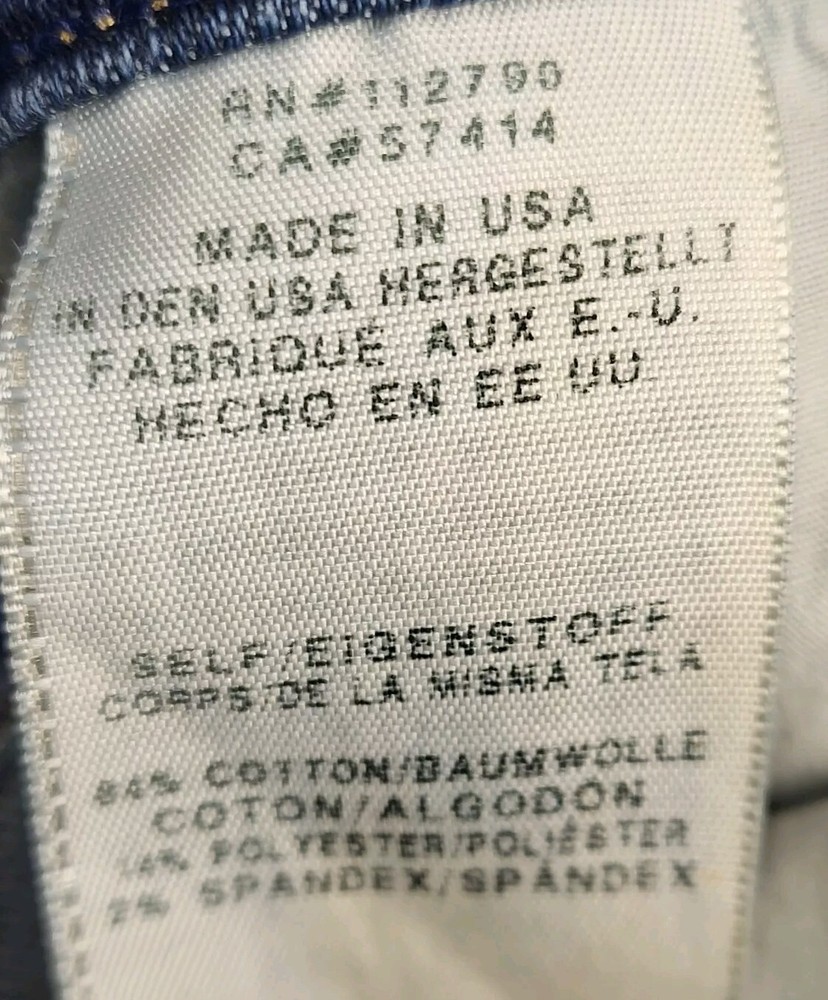 RN#112790
CA#57414
MADE IN USA
IN DEN USA HERGESTELLT
FABRIQUÉ AUX E.-U.
HECHO EN EE UU
SELF/EIGENSTOFF
CORPS/DE LA MISMA TELA
84% COTTON/BAUMWOLLE
COTON/ALGODÓN
14% POLYESTER/POLIÉSTER
2% SPANDEX/SPÁNDEX